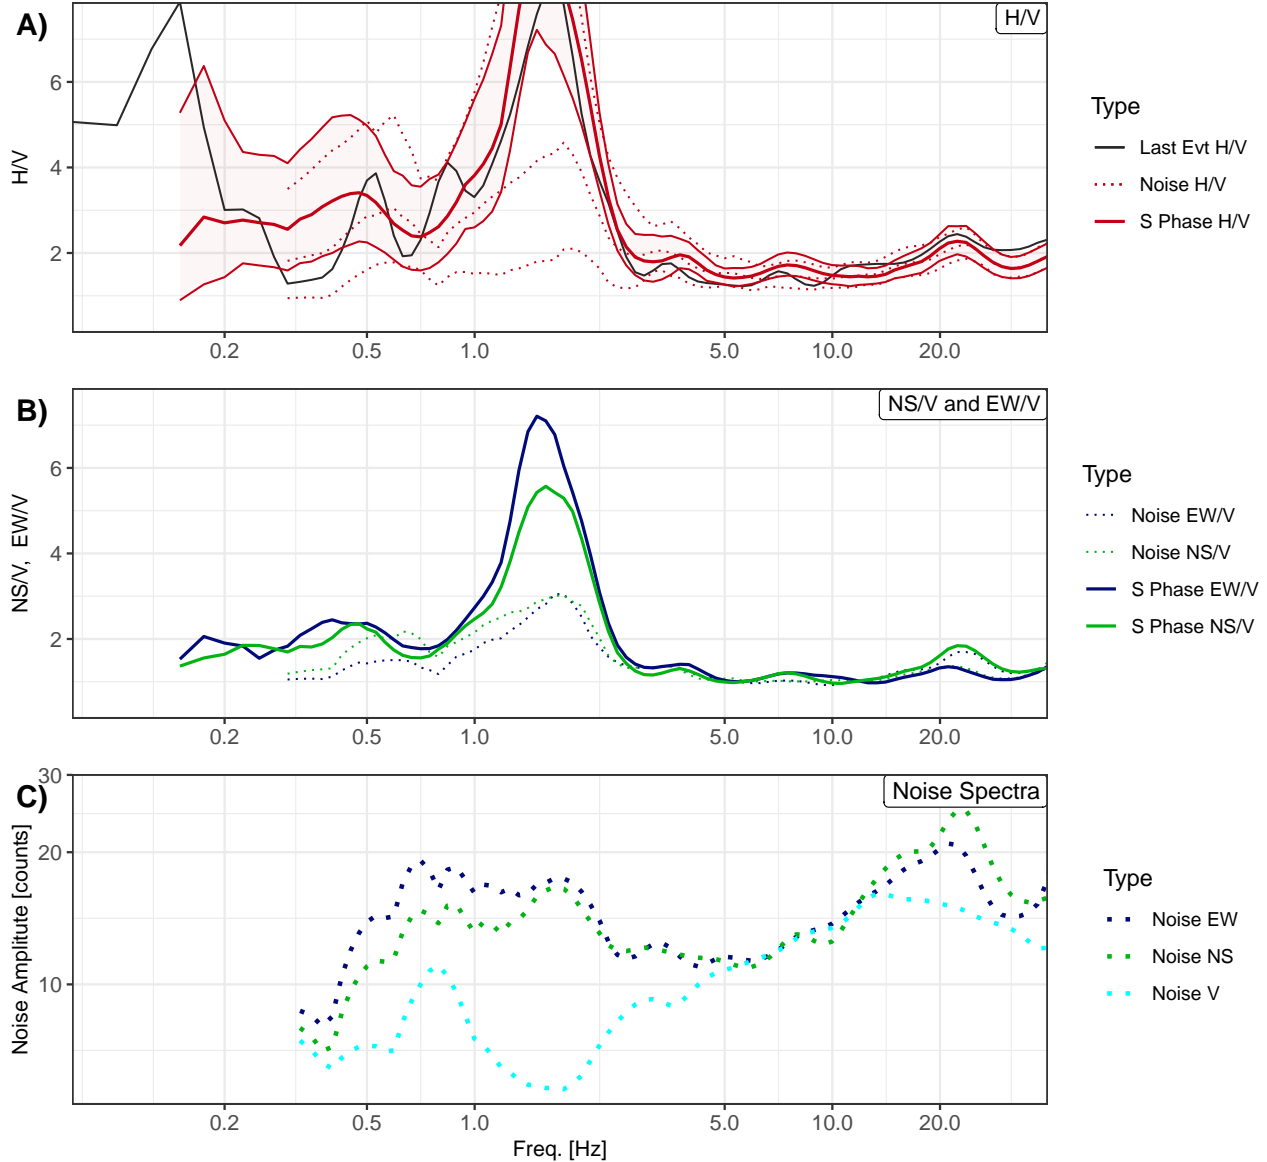 A)
H/V
H/V
6
4
2
0.2 0.5 1.0 5.0 10.0 20.0
Type
Last Evt H/V
Noise H/V
S Phase H/V
B)
NS/V and EW/V
NS/V, EW/V
6
4
2
0.2 0.5 1.0 5.0 10.0 20.0
Type
Noise EW/V
Noise NS/V
S Phase EW/V
S Phase NS/V
C)
Noise Spectra
Noise Amplitute [counts]
30
20
10
0.2 0.5 1.0 5.0 10.0 20.0
Freq. [Hz]
Type
Noise EW
Noise NS
Noise V